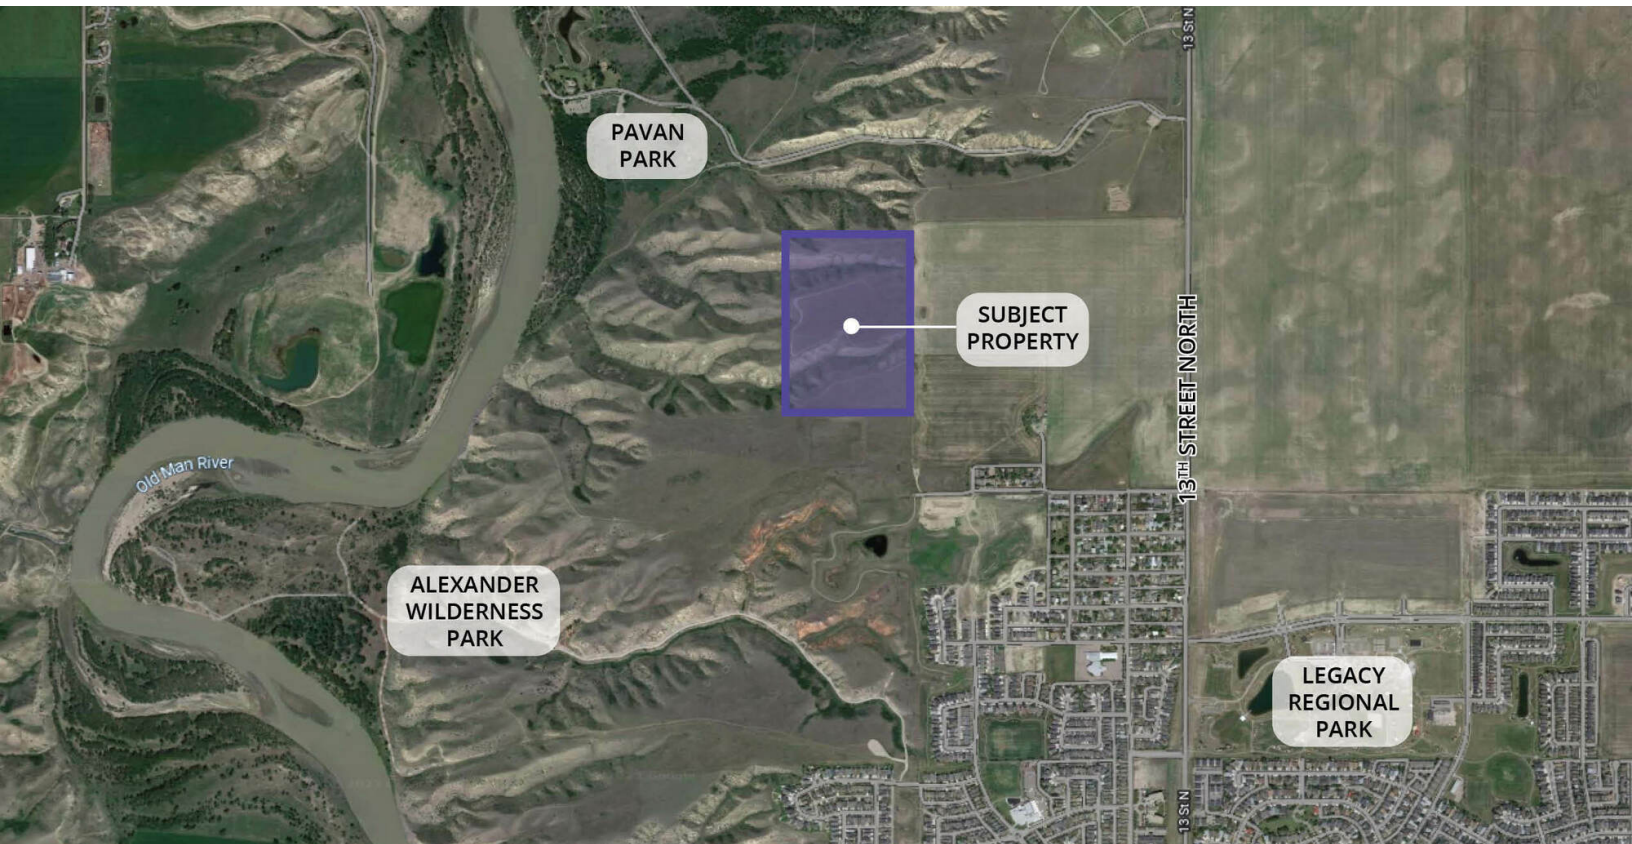 13 St N
PAVAN
PARK
SUBJECT
PROPERTY
13TH STREET NORTH
Old Man River
ALEXANDER
WILDERNESS
PARK
LEGACY
REGIONAL
PARK
13 St N